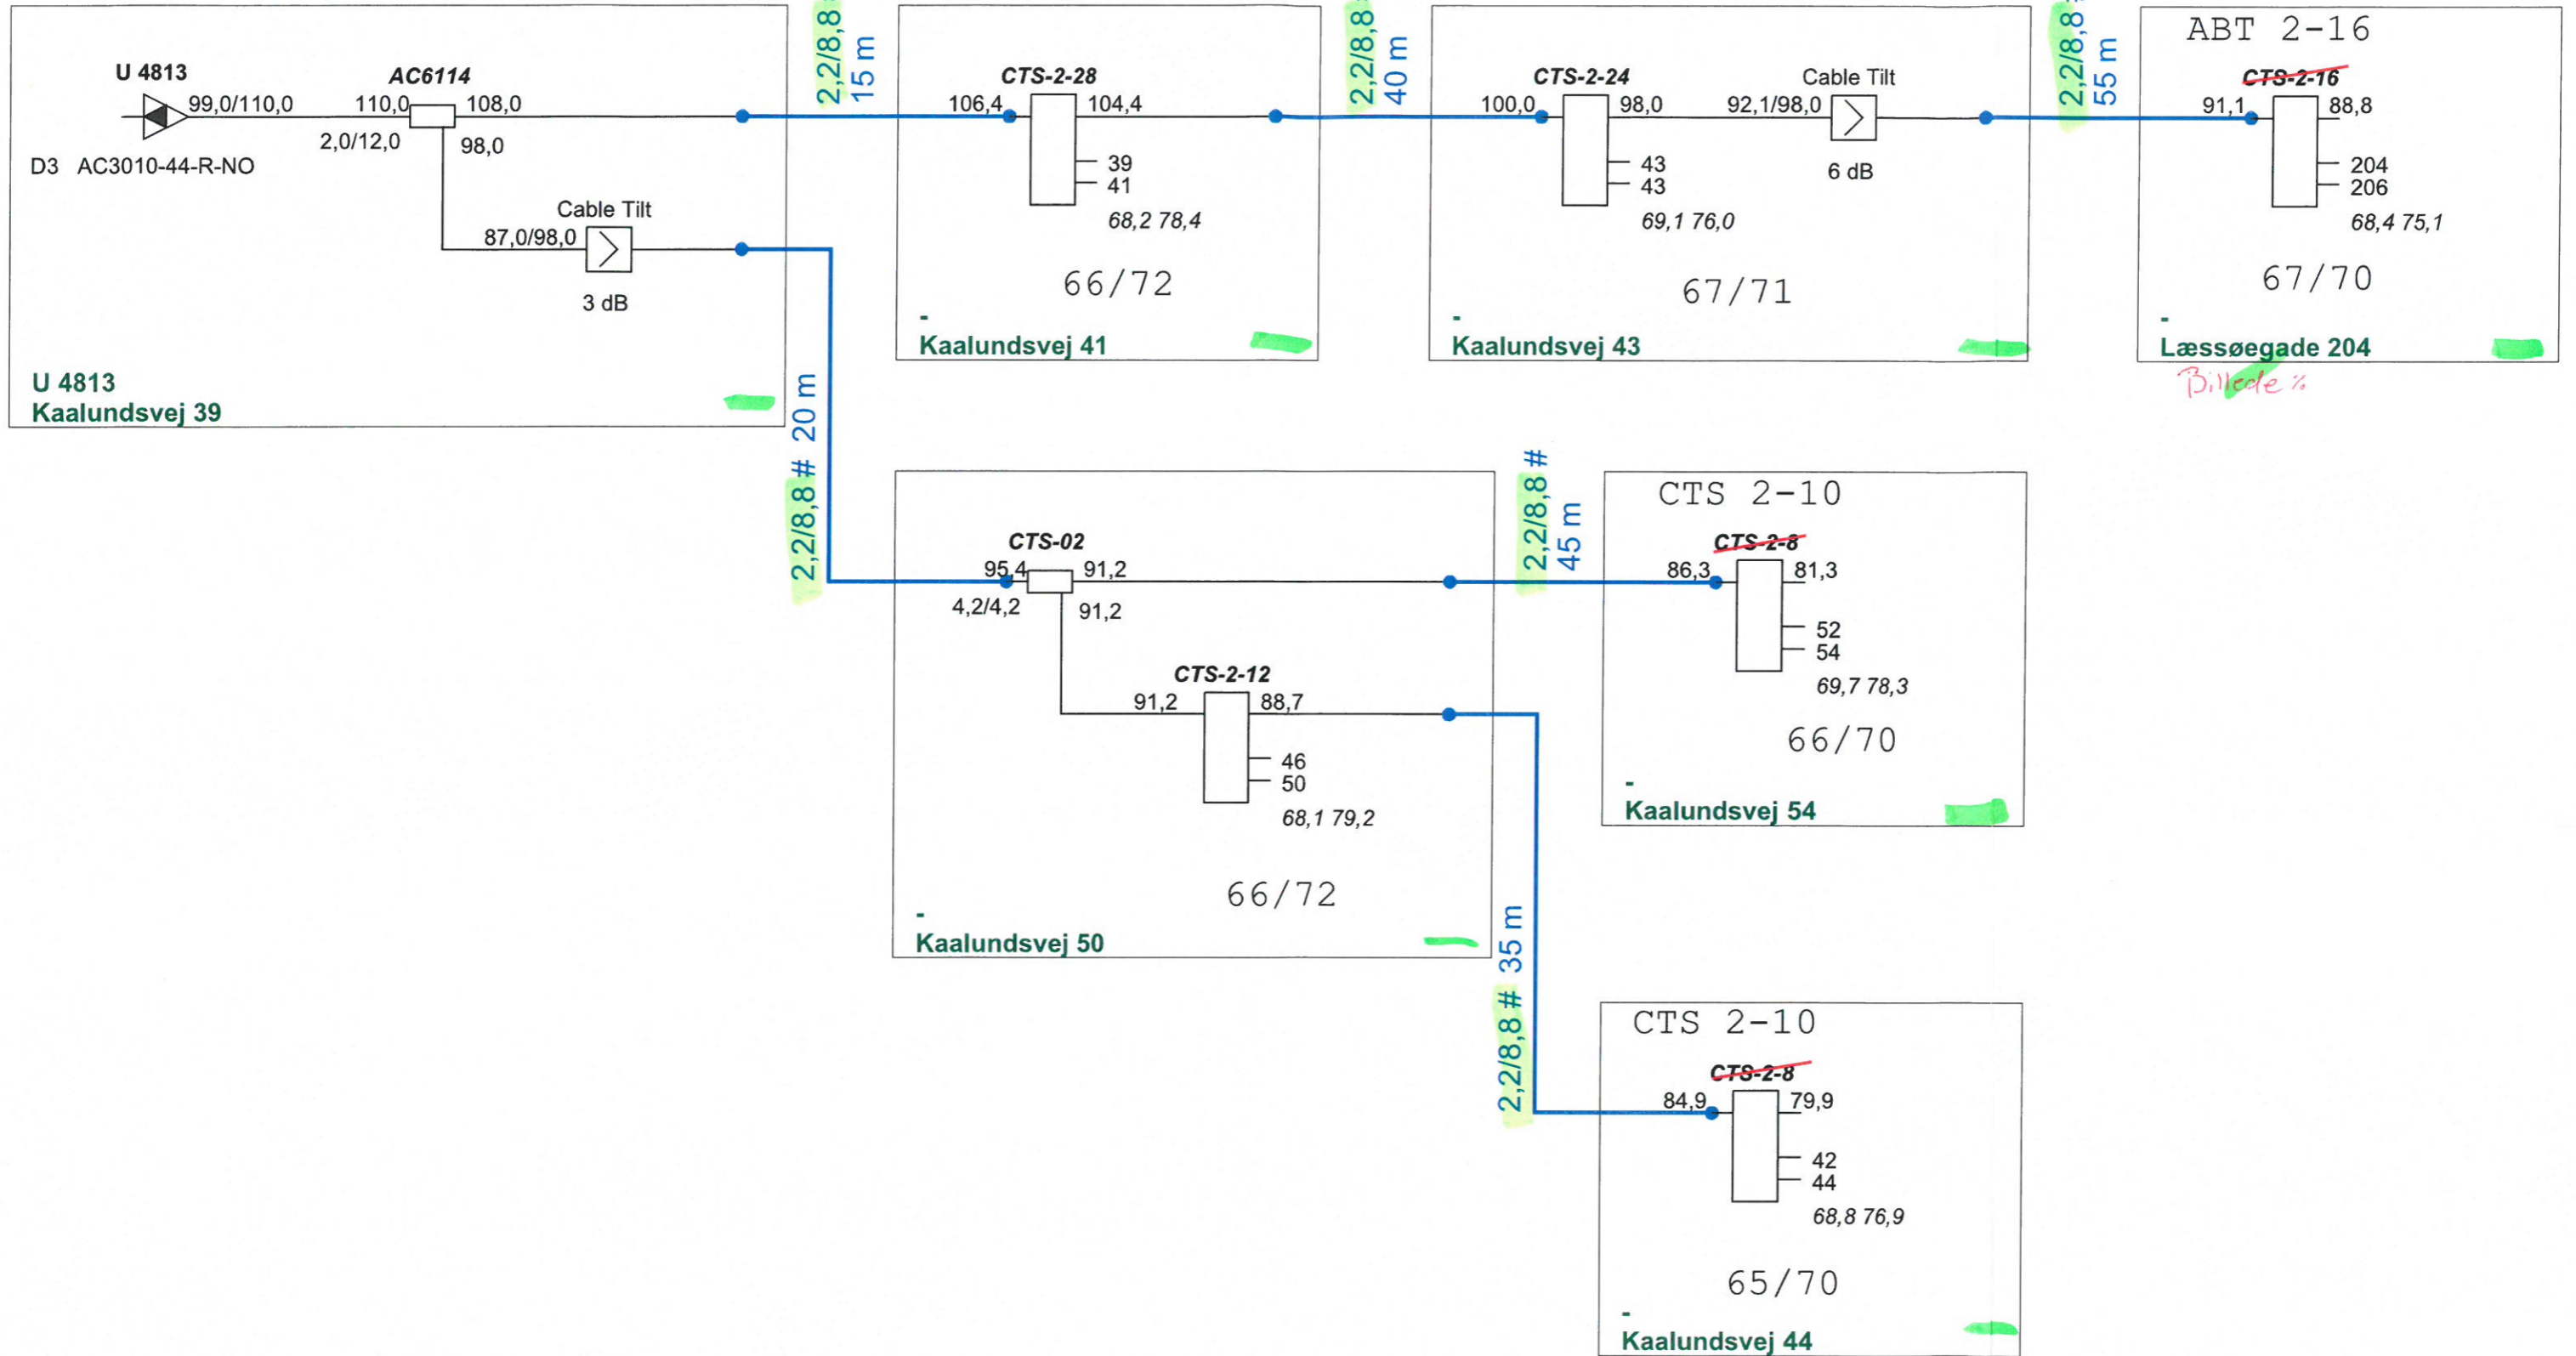 U 4813
99,0/110,0
D3 AC3010-44-R-NO
AC6114
110,0
108,0
2,0/12,0
98,0
Cable Tilt
87,0/98,0
3 dB
U 4813
Kaalundsvej 39
2,2/8,8
15 m
CTS-2-28
106,4
104,4
39
41
68,2 78,4
66/72
-
Kaalundsvej 41
2,2/8,8
40 m
CTS-2-24
100,0
98,0
43
43
69,1 76,0
Cable Tilt
92,1/98,0
6 dB
67/71
-
Kaalundsvej 43
2,2/8,8
55 m
ABT 2-16
CTS-2-16
91,1
88,8
204
206
68,4 75,1
67/70
-
Læssøegade 204
Billede %
2,2/8,8 # 20 m
CTS-02
95,4
91,2
4,2/4,2
91,2
CTS-2-12
91,2
88,7
46
50
68,1 79,2
66/72
-
Kaalundsvej 50
2,2/8,8 #
45 m
CTS 2-10
CTS-2-8
86,3
81,3
52
54
69,7 78,3
66/70
-
Kaalundsvej 54
2,2/8,8 # 35 m
CTS 2-10
CTS-2-8
84,9
79,9
42
44
68,8 76,9
65/70
-
Kaalundsvej 44